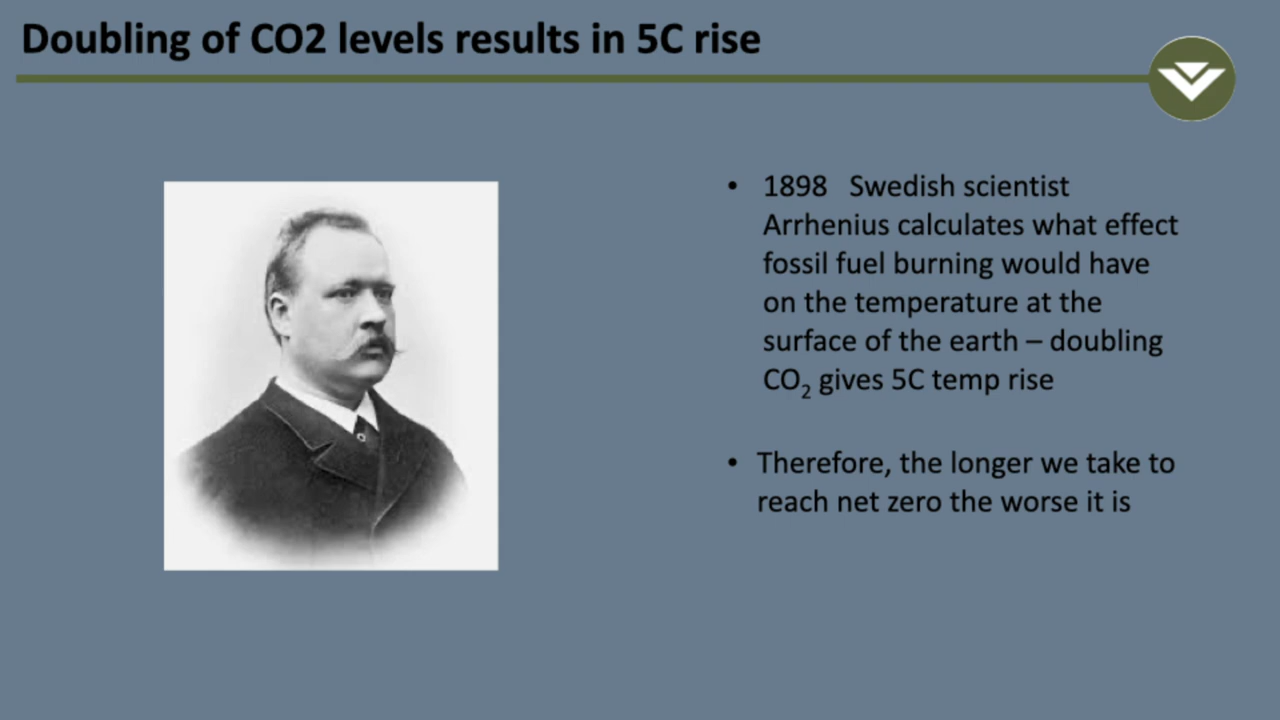 Doubling of CO2 levels results in 5C rise
• 1898 Swedish scientist
Arrhenius calculates what effect
fossil fuel burning would have
on the temperature at the
surface of the earth – doubling
CO₂ gives 5C temp rise
• Therefore, the longer we take to
reach net zero the worse it is